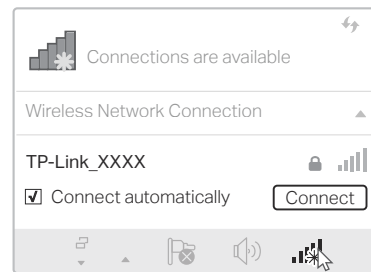 Connections are available
Wireless Network Connection
TP-Link_XXXX
Connect automatically
Connect